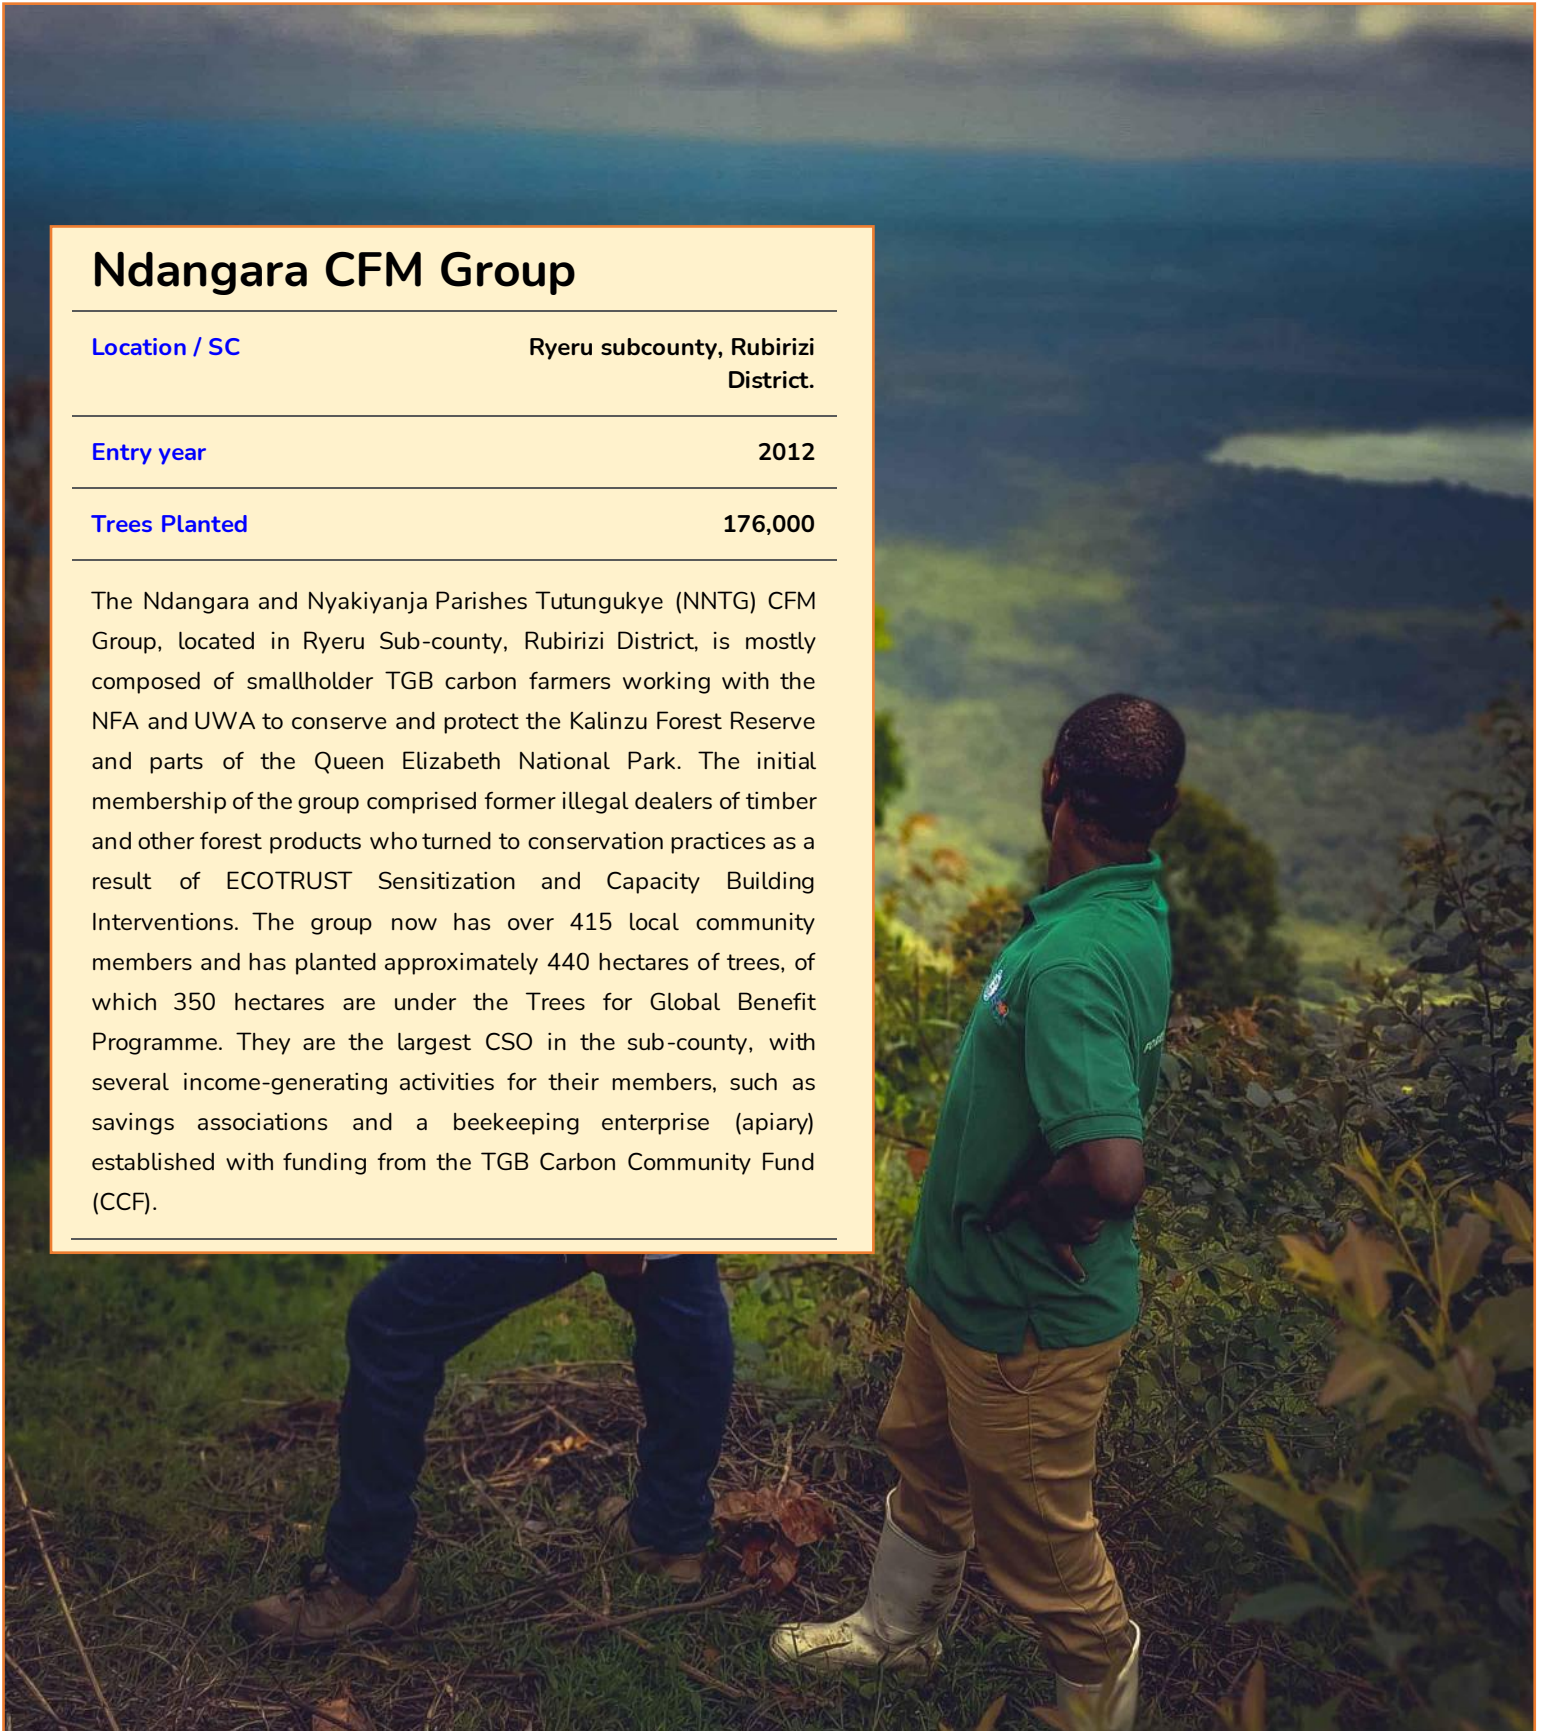 Ndangara CFM Group
Location / SC
Ryeru subcounty, Rubirizi
District.
Entry year
2012
Trees Planted
176,000
The Ndangara and Nyakiyanja Parishes Tutungukye (NNTG) CFM
Group, located in Ryeru Sub-county, Rubirizi District, is mostly
composed of smallholder TGB carbon farmers working with the
NFA and UWA to conserve and protect the Kalinzu Forest Reserve
and parts of the Queen Elizabeth National Park. The initial
membership of the group comprised former illegal dealers of timber
and other forest products who turned to conservation practices as a
result of ECOTRUST Sensitization and Capacity Building
Interventions. The group now has over 415 local community
members and has planted approximately 440 hectares of trees, of
which 350 hectares are under the Trees for Global Benefit
Programme. They are the largest CSO in the sub-county, with
several income-generating activities for their members, such as
savings associations and a beekeeping enterprise (apiary)
established with funding from the TGB Carbon Community Fund
(CCF).